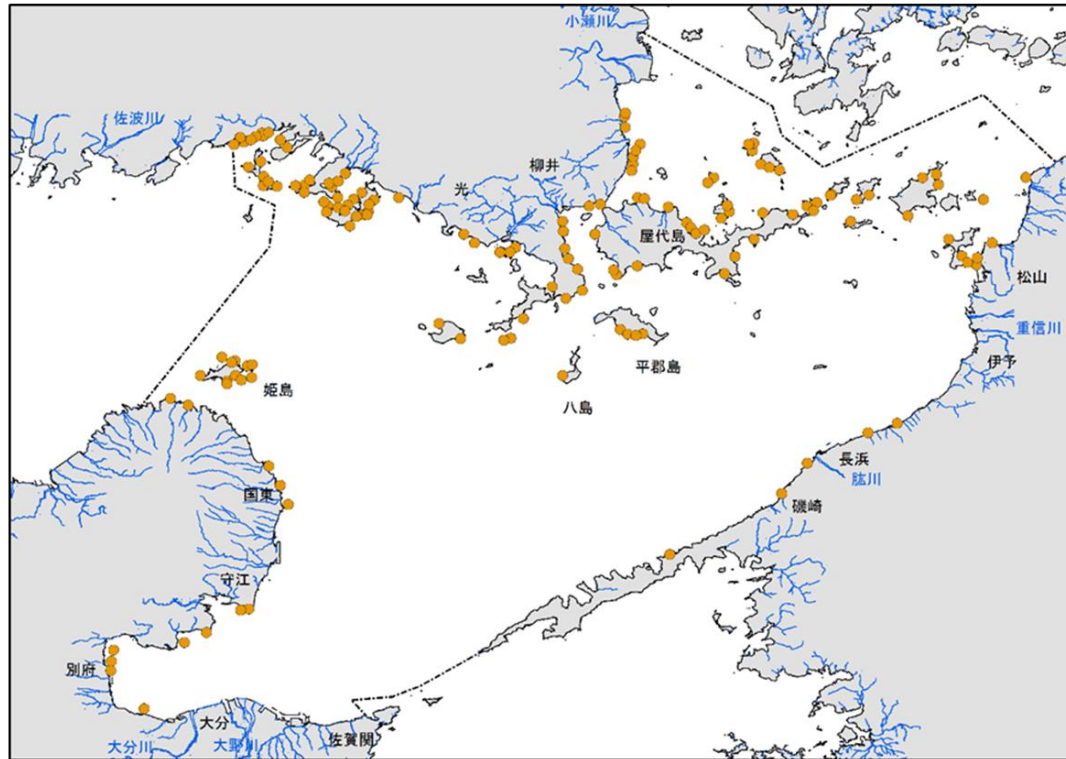 小瀬川
佐波川
柳井
光
屋代島
松山
重信川
平郡島
伊予
姫島
八島
長浜
肱川
国東
磯崎
守江
別府
大分
佐賀関
大分川
大野川